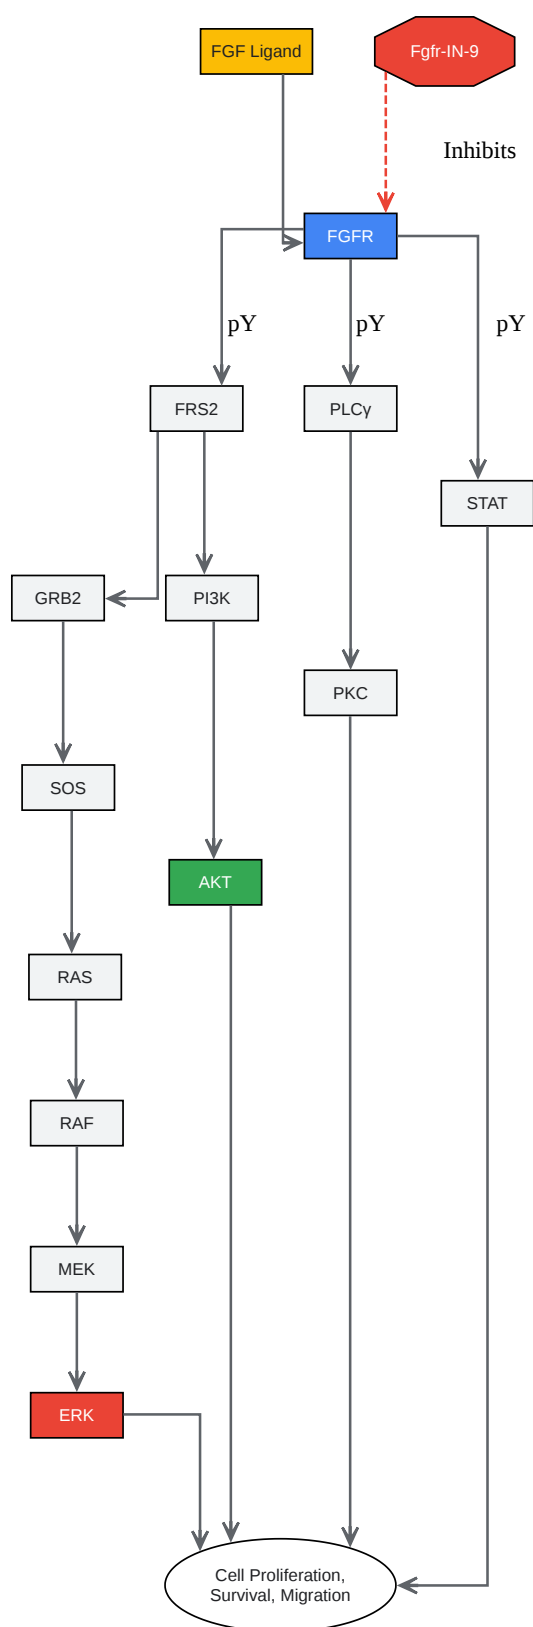 FGF Ligand
Fgfr-IN-9
Inhibits
FGFR
pY
pY
pY
FRS2
PLCγ
STAT
GRB2
PI3K
PKC
SOS
AKT
RAS
RAF
MEK
ERK
Cell Proliferation,
Survival, Migration